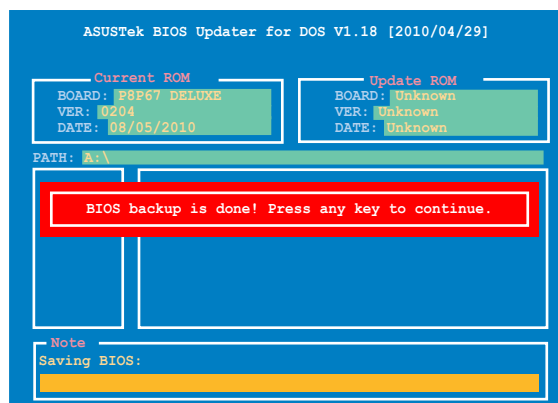 ASUSTek BIOS Updater for DOS V1.18 [2010/04/29]
Current ROM
BOARD: P8P67 DELUXE
VER: 0204
DATE: 08/05/2010
Update ROM
BOARD: Unknown
VER: Unknown
DATE: Unknown
PATH: A:\
BIOS backup is done! Press any key to continue.
Note
Saving BIOS: